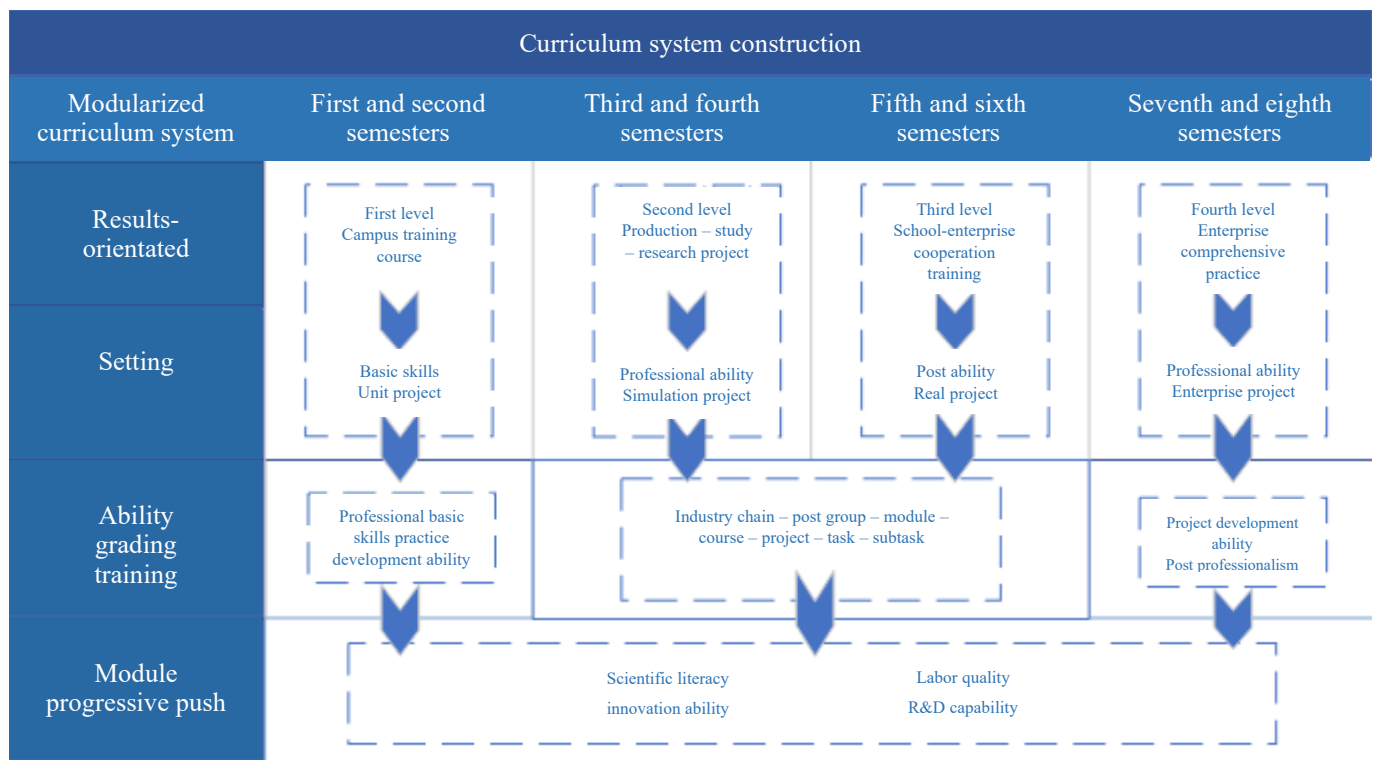 Curriculum system construction
Modularized
curriculum system
First and second
semesters
Third and fourth
semesters
Fifth and sixth
semesters
Seventh and eighth
semesters
Results-
orientated
First level
Campus training
course
Second level
Production – study
– research project
Third level
School-enterprise
cooperation
training
Fourth level
Enterprise
comprehensive
practice
Setting
Basic skills
Unit project
Professional ability
Simulation project
Post ability
Real project
Professional ability
Enterprise project
Ability
grading
training
Professional basic
skills practice
development ability
Industry chain – post group – module –
course – project – task – subtask
Project development
ability
Post professionalism
Module
progressive push
Scientific literacy
innovation ability
Labor quality
R&D capability